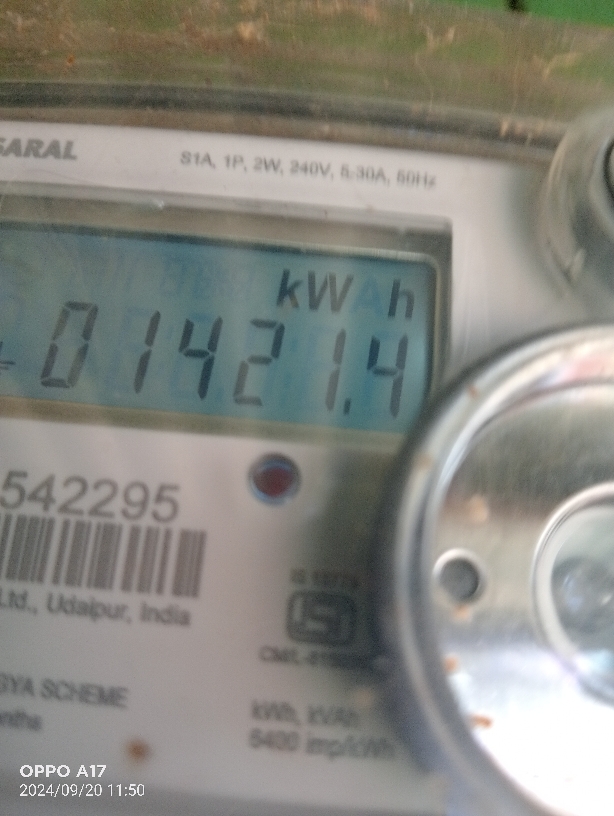 SARAL
S1A, 1P, 2W, 240V, 5-30A, 50Hz
kWh
01421.4
542295
Ltd., Udaipur, India
GYA SCHEME
kWh, kVAh
6400 imp/kWh
OPPO A17
2024/09/20 11:50